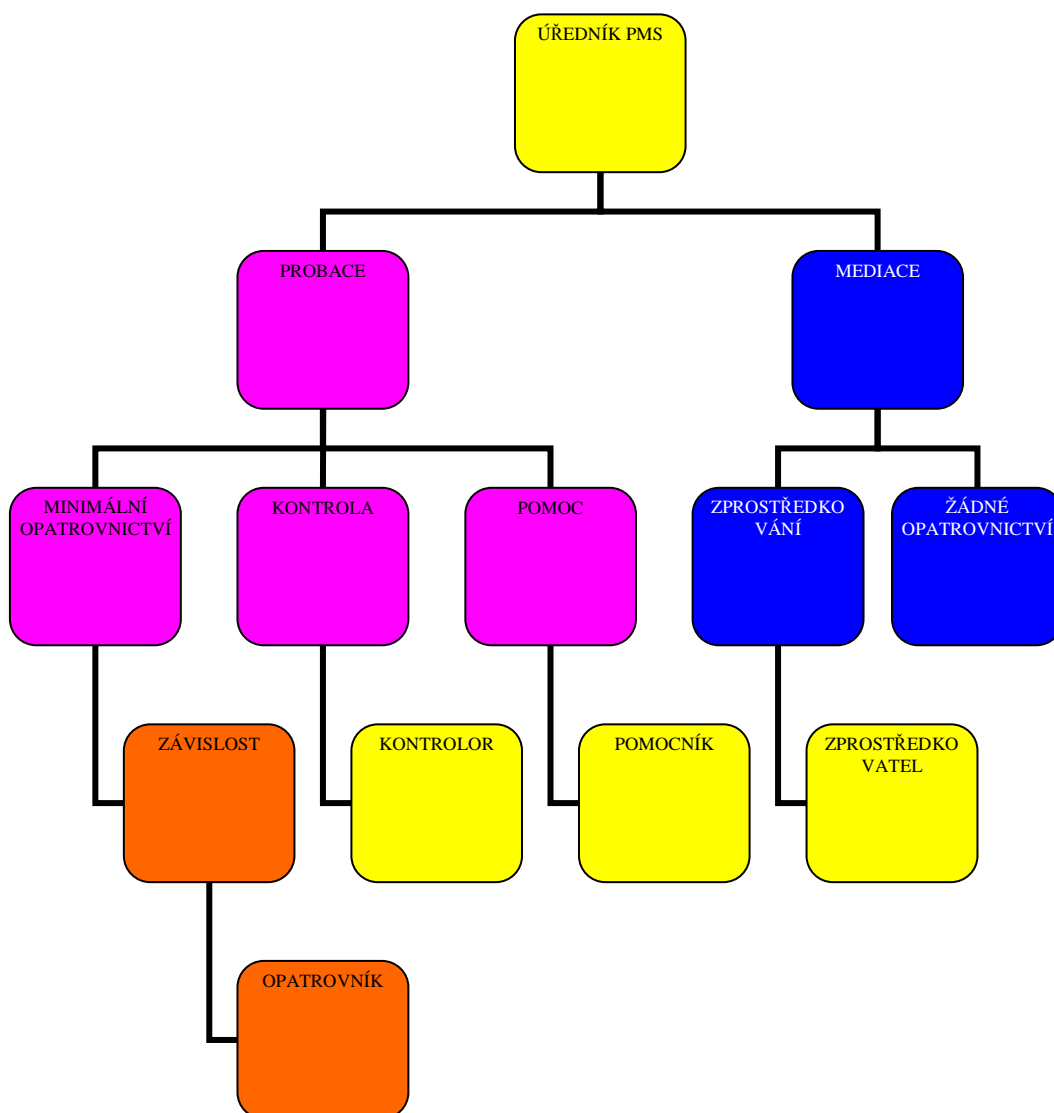 ÚŘEDNÍK PMS
PROBACE
MEDIACE
MINIMÁLNÍ
OPATROVNICTVÍ
KONTROLA
POMOC
ZPROSTŘEDKO
VÁNÍ
ŽÁDNÉ
OPATROVNICTVÍ
ZÁVISLOST
KONTROLOR
POMOCNÍK
ZPROSTŘEDKO
VATEL
OPATROVNÍK